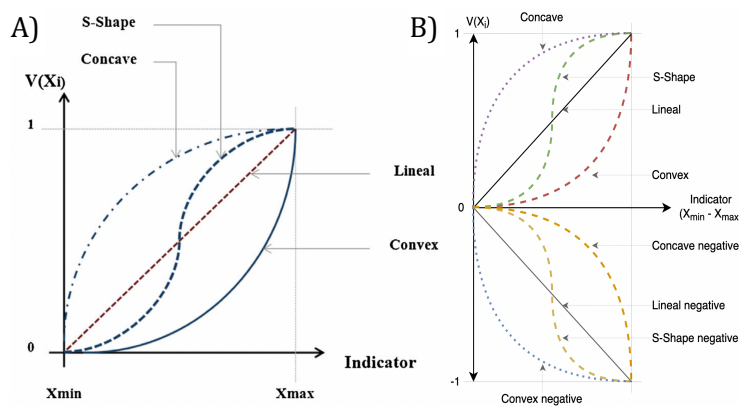 A)
S-Shape
Concave
V(Xi)
1
Lineal
Convex
0
Indicator
Xmin
Xmax
B)
V(Xi)
Concave
1
S-Shape
Lineal
Convex
0
Indicator
(Xmin - Xmax
Concave negative
Lineal negative
S-Shape negative
-1
Convex negative